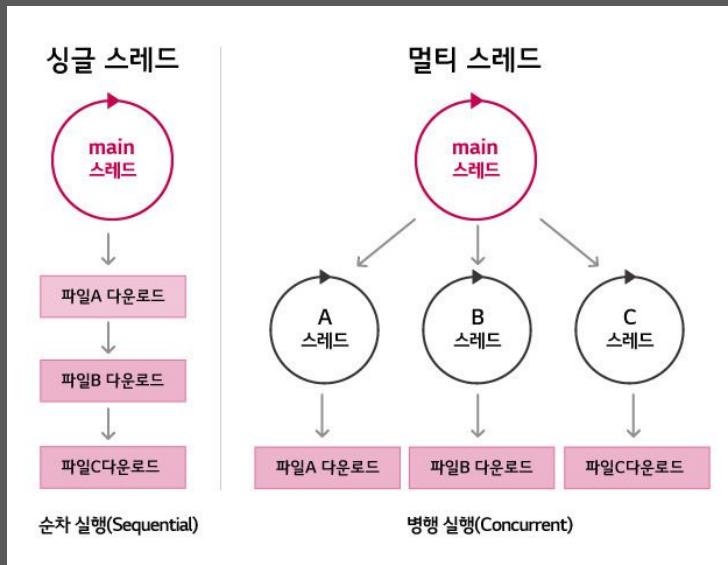 싱글 스레드
main
스레드
파일A 다운로드
파일B 다운로드
파일C다운로드
순차 실행(Sequential)
멀티 스레드
main
스레드
A
스레드
B
스레드
C
스레드
파일A 다운로드
파일B 다운로드
파일C다운로드
병행 실행(Concurrent)